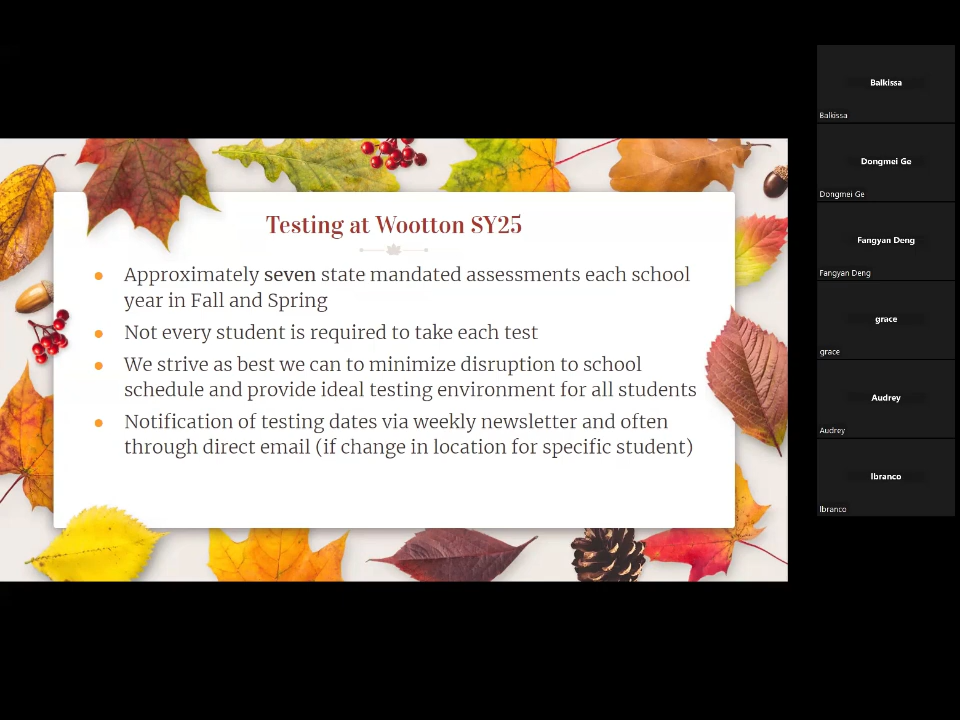 Testing at Wootton SY25
Approximately seven state mandated assessments each school
year in Fall and Spring
Not every student is required to take each test
We strive as best we can to minimize disruption to school
schedule and provide ideal testing environment for all students
Notification of testing dates via weekly newsletter and often
through direct email (if change in location for specific student)
Balkissa
Balkissa
Dongmei Ge
Dongmei Ge
Fangyan Deng
Fangyan Deng
grace
grace
Audrey
Audrey
lbranco
lbranco